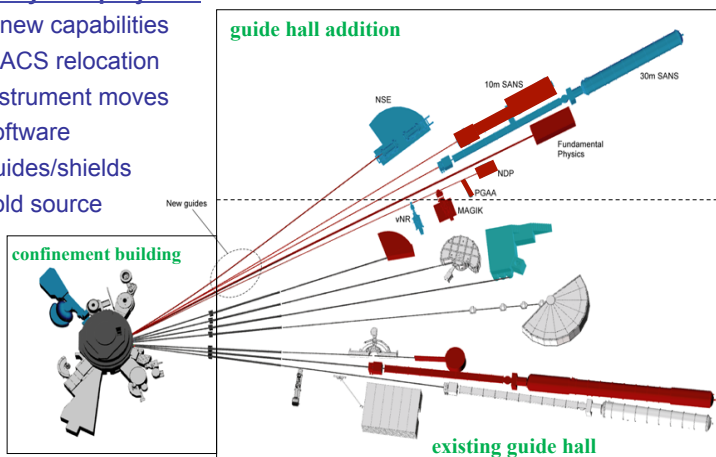 new capabilities
ACS relocation
strument moves
oftware
uides/shields
old source
guide hall addition
10m SANS
30m SANS
NSE
Fundamental
Physics
NDP
PGAA
New guides
MAGIK
vNR
confinement building
existing guide hall